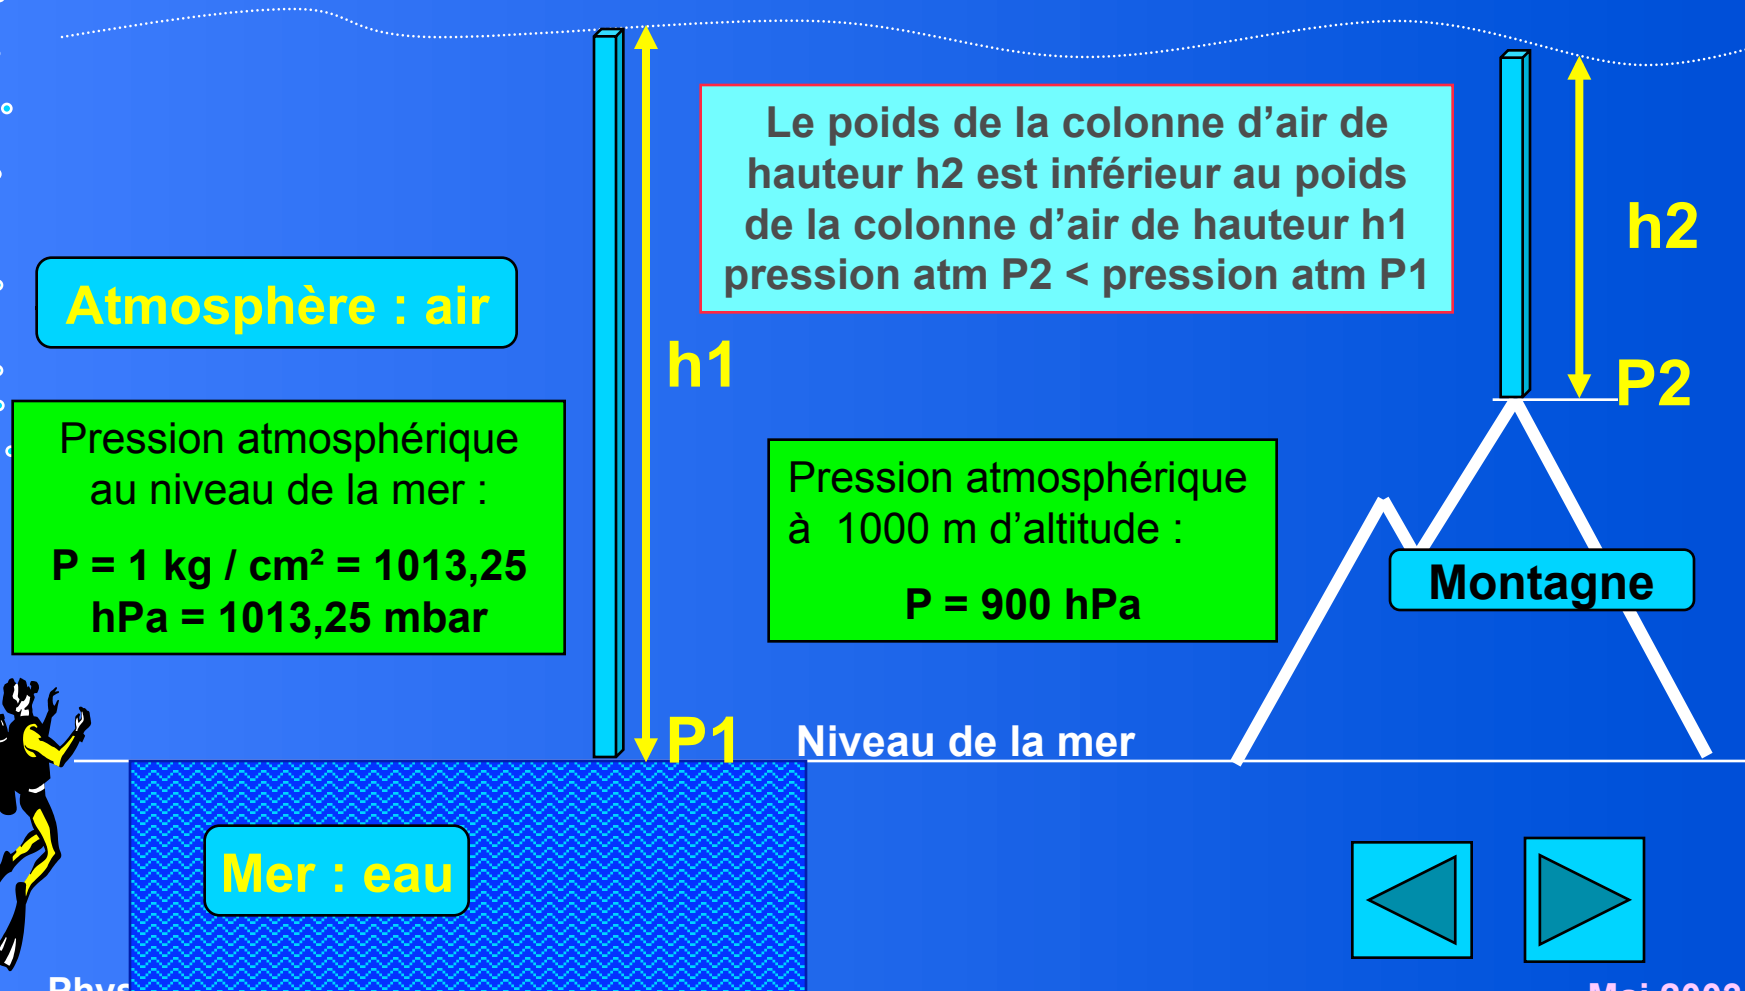 Le poids de la colonne d’air de
hauteur h2 est inférieur au poids
de la colonne d’air de hauteur h1
pression atm P2 < pression atm P1
h2
Atmosphère : air
h1
P2
Pression atmosphérique
au niveau de la mer :
P = 1 kg / cm² = 1013,25
hPa = 1013,25 mbar
Pression atmosphérique
à 1000 m d’altitude :
P = 900 hPa
Montagne
P1
Niveau de la mer
Mer : eau